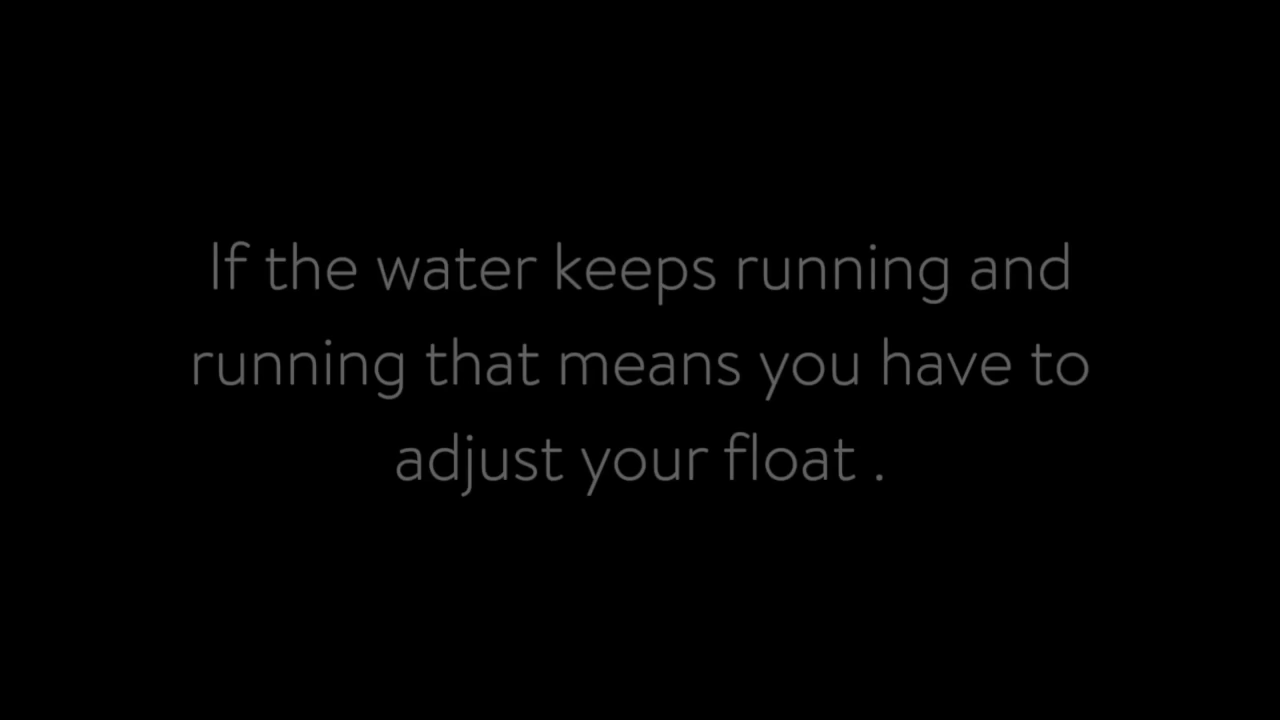 If the water keeps running and
running that means you have to
adjust your float .